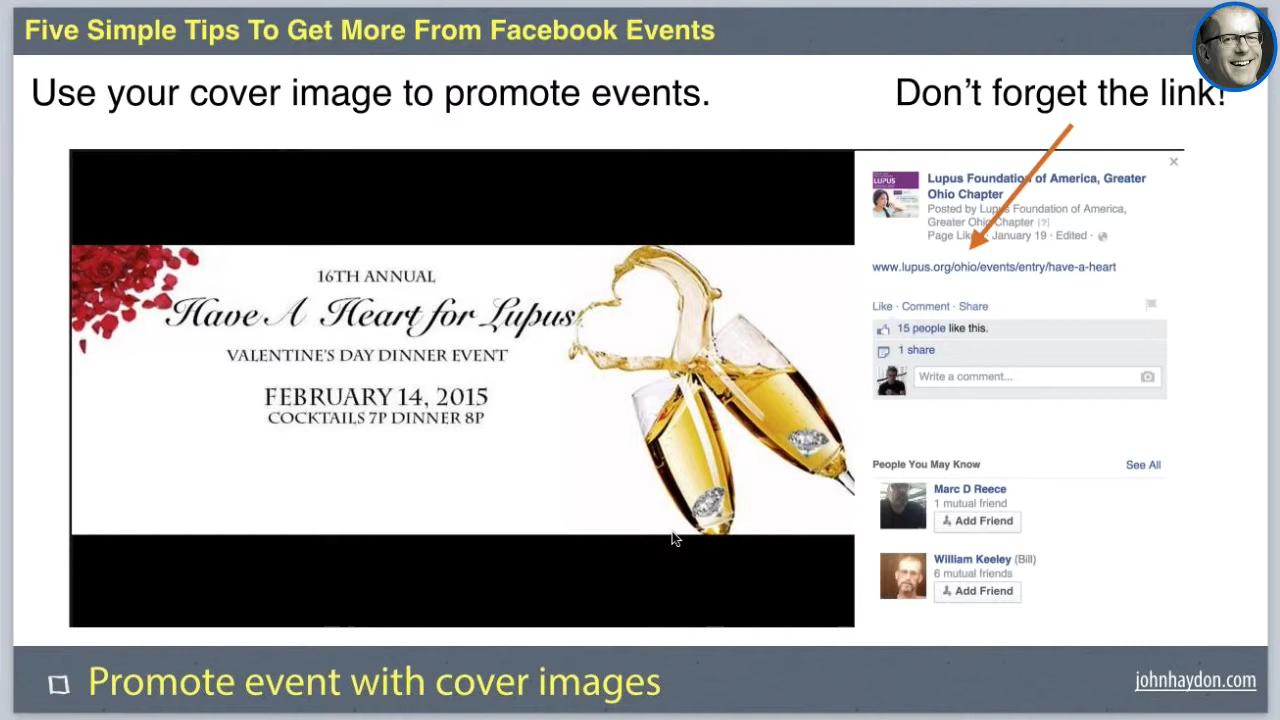 Five Simple Tips To Get More From Facebook Events
Use your cover image to promote events.
Don't forget the link!
16TH ANNUAL
Have A Heart for Lupus
VALENTINE'S DAY DINNER EVENT
FEBRUARY 14, 2015
COCKTAILS 7P DINNER 8P
LUPUS
Lupus Foundation of America, Greater
Ohio Chapter
Posted by Lupus Foundation of America,
Greater Ohio Chapter [?]
Page Likes · January 19 · Edited ·
www.lupus.org/ohio/events/entry/have-a-heart
Like · Comment · Share
15 people like this.
1 share
Write a comment...
People You May Know
See All
Marc D Reece
1 mutual friend
Add Friend
William Keeley (Bill)
6 mutual friends
Add Friend
Promote event with cover images
johnhaydon.com